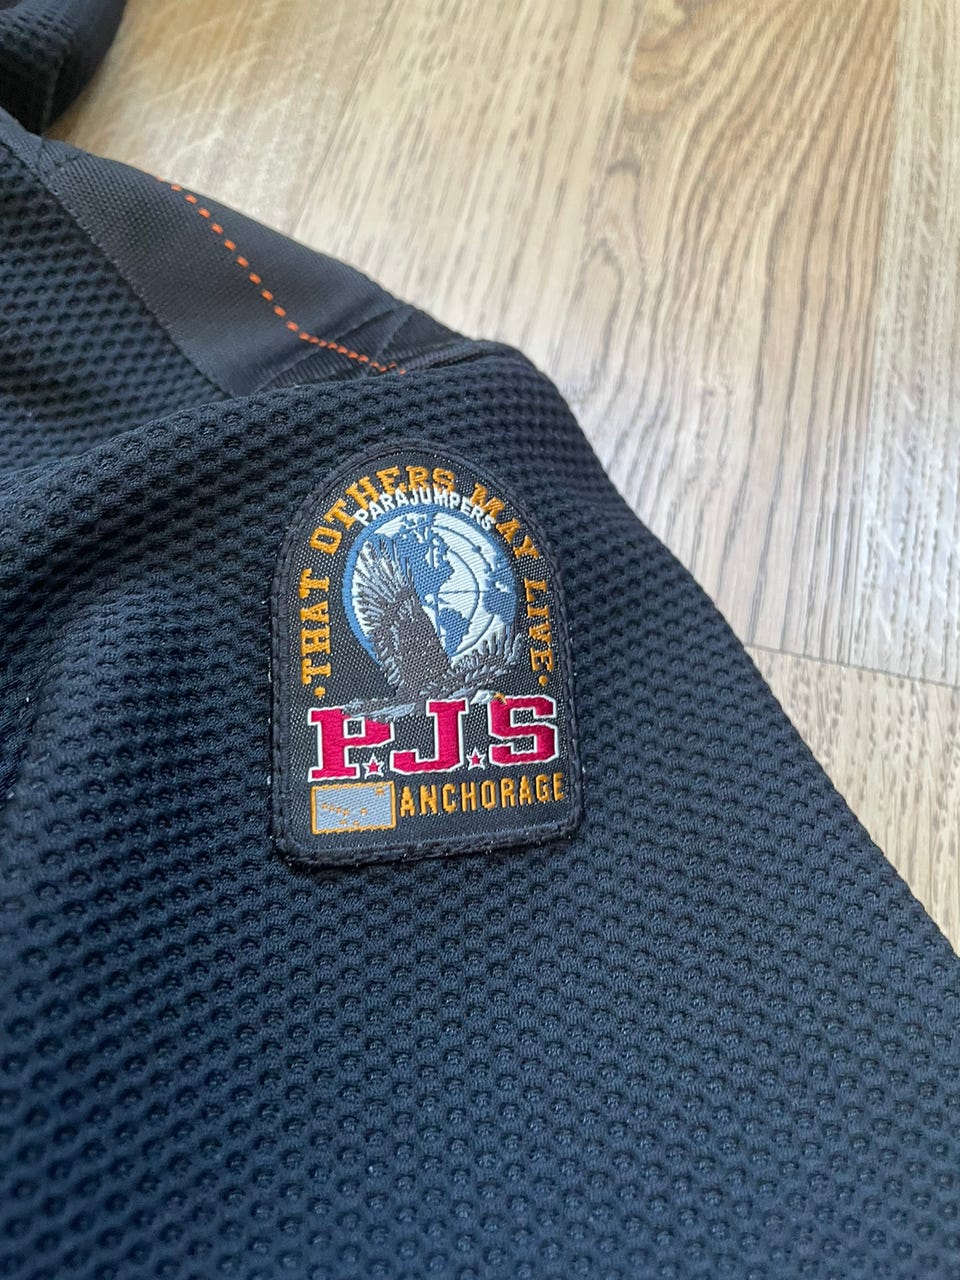 ·THAT OTHERS MAY LIVE·
PARAJUMPERS
P.J.S
ANCHORAGE